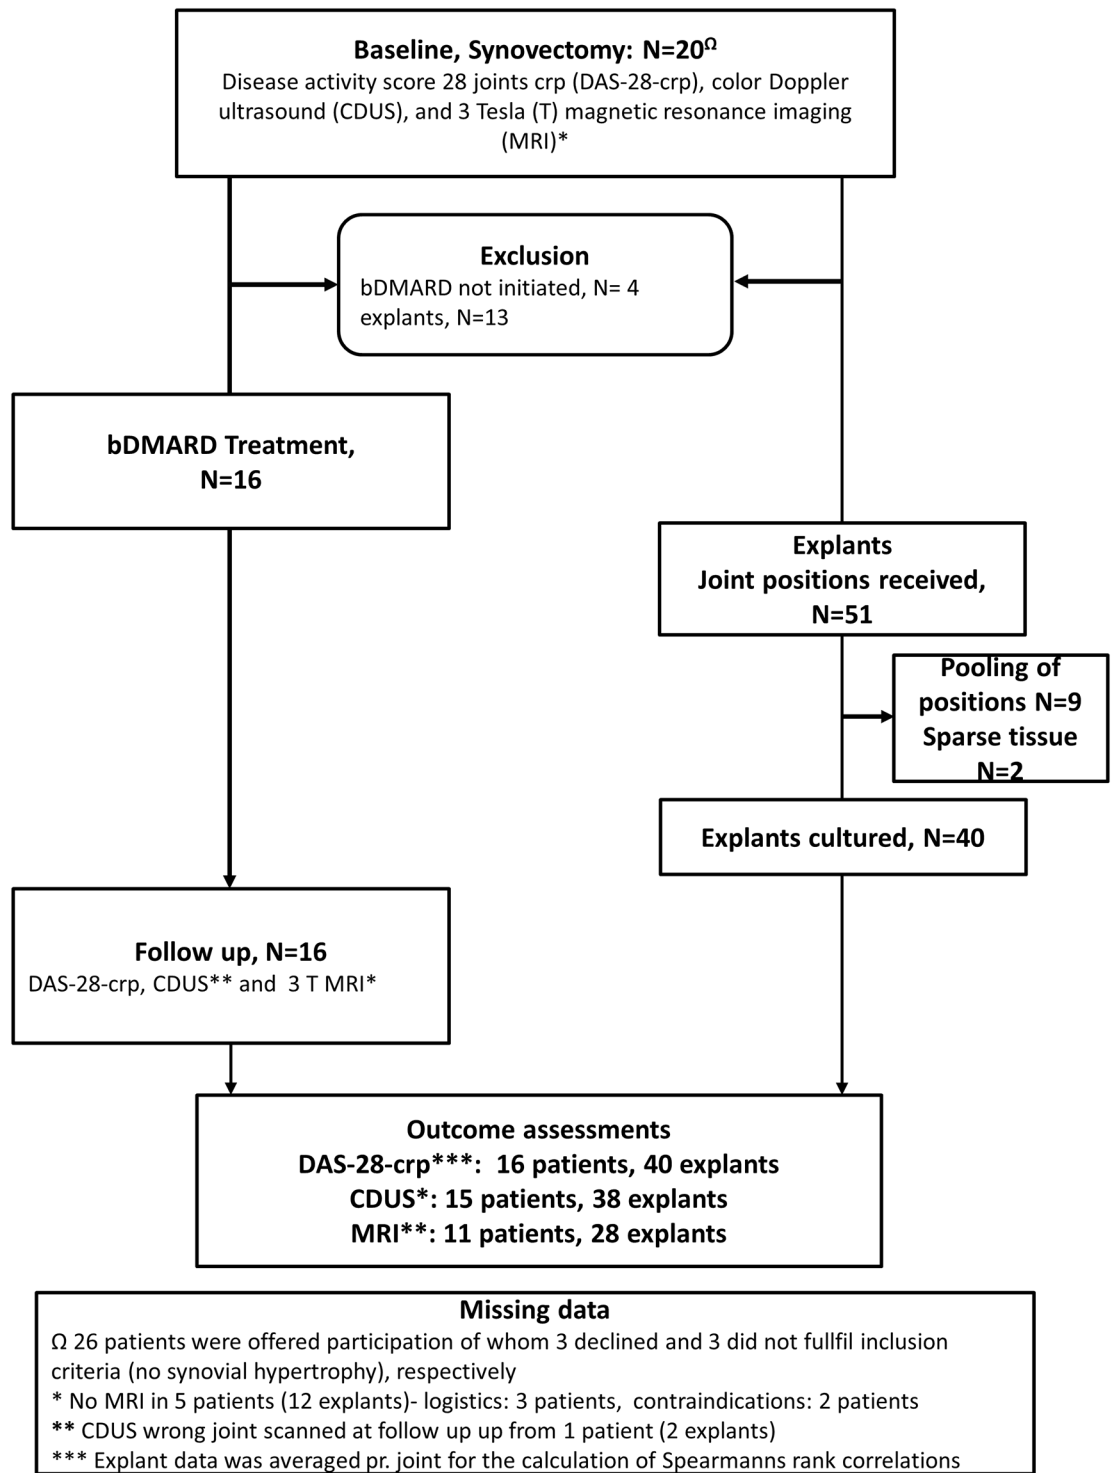 Baseline, Synovectomy: N=20Ω
Disease activity score 28 joints crp (DAS-28-crp), color Doppler
ultrasound (CDUS), and 3 Tesla (T) magnetic resonance imaging
(MRI)*
Exclusion
bDMARD not initiated, N= 4
explants, N=13
bDMARD Treatment,
N=16
Explants
Joint positions received,
N=51
Pooling of
positions N=9
Sparse tissue
N=2
Explants cultured, N=40
Follow up, N=16
DAS-28-crp, CDUS** and 3 T MRI*
Outcome assessments
DAS-28-crp***: 16 patients, 40 explants
CDUS*: 15 patients, 38 explants
MRI**: 11 patients, 28 explants
Missing data
Ω 26 patients were offered participation of whom 3 declined and 3 did not fullfil inclusion
criteria (no synovial hypertrophy), respectively
* No MRI in 5 patients (12 explants)- logistics: 3 patients, contraindications: 2 patients
** CDUS wrong joint scanned at follow up up from 1 patient (2 explants)
*** Explant data was averaged pr. joint for the calculation of Spearmanns rank correlations